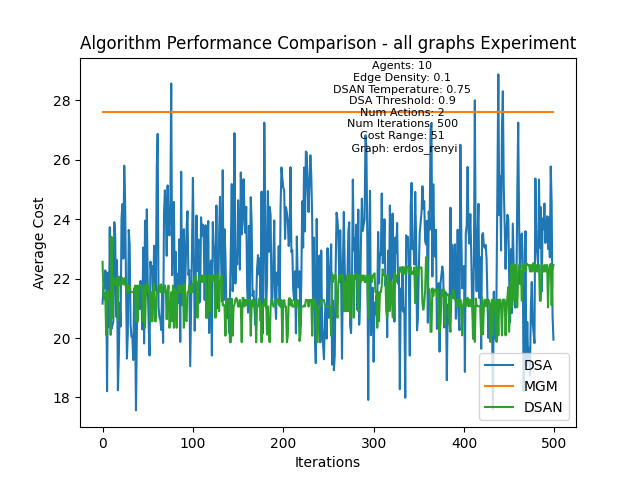 Algorithm Performance Comparison - all graphs Experiment
Agents: 10
Edge Density: 0.1
DSAN Temperature: 0.75
DSA Threshold: 0.9
Num Actions: 2
Num Iterations: 500
Cost Range: 51
Graph: erdos_renyi
Average Cost
28
26
24
22
20
18
0
100
200
300
400
500
Iterations
DSA
MGM
DSAN